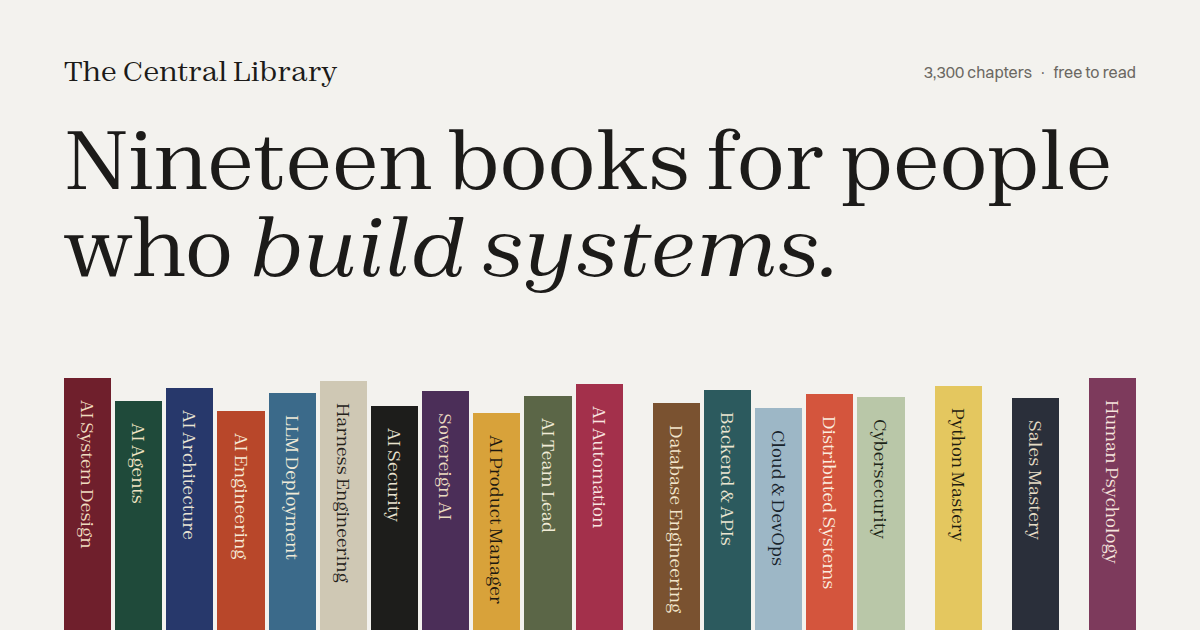 The Central Library
3,300 chapters · free to read
Nineteen books for people
who build systems.
AI System Design
AI Agents
AI Architecture
AI Engineering
LLM Deployment
Harness Engineering
AI Security
Sovereign AI
AI Product Manager
AI Team Lead
AI Automation
Database Engineering
Backend & APIs
Cloud & DevOps
Distributed Systems
Cybersecurity
Python Mastery
Sales Mastery
Human Psychology